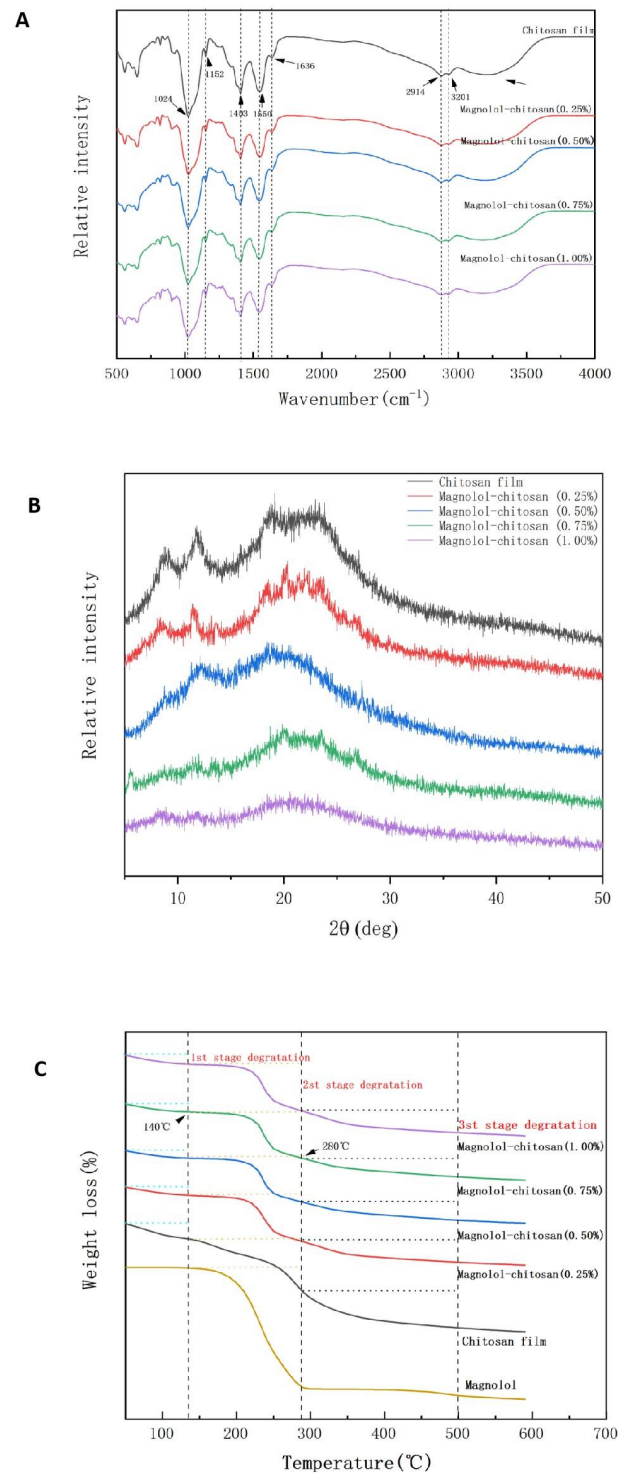 A
Chitosan film
1152
1636
2914
3201
1024
1403
1550
Magnolol-chitosan(0.25%)
Magnolol-chitosan(0.50%)
Magnolol-chitosan(0.75%)
Magnolol-chitosan(1.00%)
Relative intensity
500 1000 1500 2000 2500 3000 3500 4000
Wavenumber(cm⁻¹)
B
Chitosan film
Magnolol-chitosan (0.25%)
Magnolol-chitosan (0.50%)
Magnolol-chitosan (0.75%)
Magnolol-chitosan (1.00%)
Relative intensity
10 20 30 40 50
2θ(deg)
C
1st stage degratation
2st stage degratation
3st stage degratation
140℃
280℃
Magnolol-chitosan(1.00%)
Magnolol-chitosan(0.75%)
Magnolol-chitosan(0.50%)
Magnolol-chitosan(0.25%)
Chitosan film
Magnolol
Weight loss(%)
100 200 300 400 500 600 700
Temperature(℃)